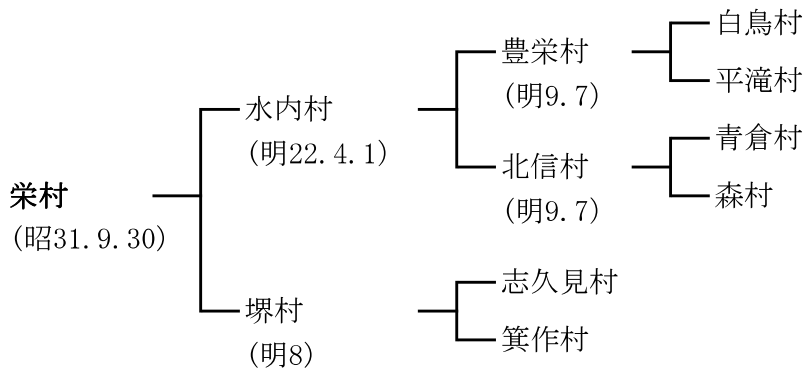 栄村
(昭31.9.30)
水内村
(明22.4.1)
豊栄村
(明9.7)
白鳥村
平滝村
北信村
(明9.7)
青倉村
森村
堺村
(明8)
志久見村
箕作村